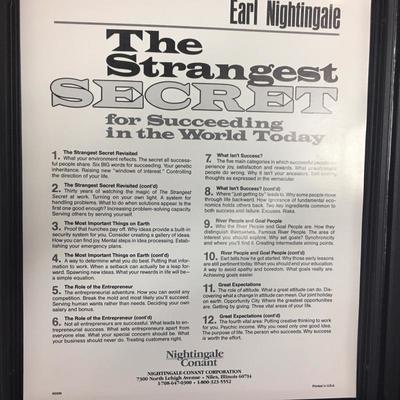 Earl Nightingale
The
Strangest
SECRET
for Succeeding
in the World Today
1. The Strangest Secret Revisited
What your environment reflects. The secret all success-
ful people share. Six BIG words for succeeding. Your genetic
inheritance. Raising new "windows of interest." Controlling
the direction of your life.
2. The Strangest Secret Revisited (cont'd)
Thirty years of watching the magic of The Strangest
Secret at work. Turning on your own light. A system for
handling problems. What to do when solutions appear. Is the
first one good enough? Increasing problem-solving capacity.
Serving others by serving yourself.
3. The Most Important Things on Earth
Proof that hunches pay off. Why ideas provide a built-in
security system for you. Consider creating a gallery of ideas.
How you can find joy. Mental steps in idea processing. Estab-
lishing your emergency plans.
4. The Most Important Things on Earth (cont'd)
A way to determine what you do best. Putting that infor-
mation to work. When a setback can actually be a leap for-
ward. Spawning new ideas. What your rewards in life will be—
a simple equation.
5. The Role of the Entrepreneur
The entrepreneurial adventure. How you can avoid any
competition. Break the mold and most likely you'll succeed.
Serving human wants rather than needs. Deciding your own
salary and bonus.
6. The Role of the Entrepreneur (cont'd)
Not all entrepreneurs are successful. What leads to en-
trepreneurial success. What sets entrepreneurs apart from
everyone else. What your special concern should be. What
your business should never do. Treating customers right.
7. What Isn't Success?
The five main categories in which successful people ex-
perience joy, satisfaction and rewards. What
people do wrong. Why it isn't your ancestors.
thoughts as expressed in the vernacular.
8. What Isn't Success? (cont'd)
Where "just getting by" leads to. Why some people move
through life backward. How ignorance of fundamental eco-
nomics holds others back. Two key ingredients common to
both success and failure. Excuses. Risks.
9. River People and Goal People
Who the River People and Goal People are. How they
distinguish themselves. Famous River People. The area of
interest you should explore. Why set goals? Synchronicity
and where you'll find it. Creating intermediate aiming points.
10. River People and Goal People (cont'd)
Earl tells how he got started. Why those early lessons
are still pertinent today. When you should end your education.
A way to avoid apathy and boredom. What goals really are.
Achieving goals easier.
11. Great Expectations
The role of attitude. What a great attitude can do. Dis-
covering what a change in attitude can mean. Our joint holiday
on earth. Opportunity City. Where the greatest opportunities
are. Getting by giving. Three vital areas of your life.
12. Great Expectations (cont'd)
The fourth vital area: Putting creative thinking to work
for you. Psychic income. Why you need only one good idea.
The purpose of life. The person who succeeds. Why success
is worth the effort.
Nightingale
Conant
NIGHTINGALE-CONANT CORPORATION
7300 North Lehigh Avenue • Niles, Illinois 60714
1-708-647-0300 • 1-800-323-5552
Printed in U.S.A.